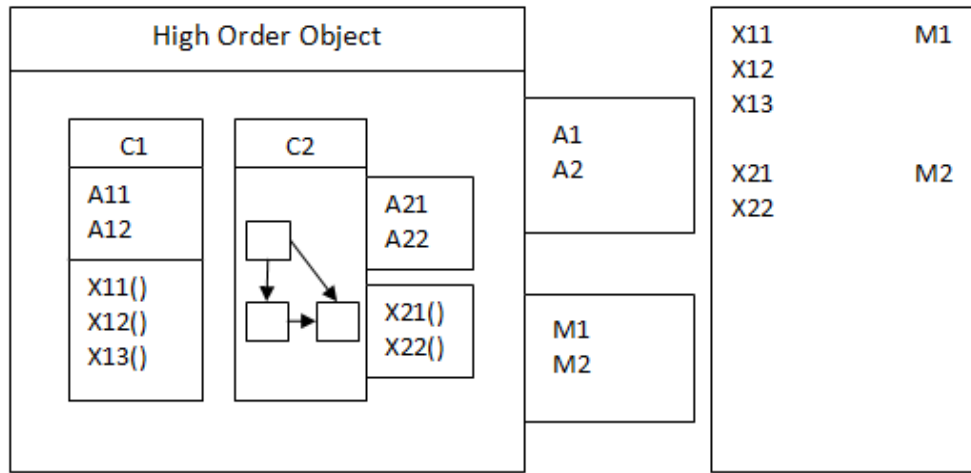 High Order Object
C1
A11
A12
X11()
X12()
X13()
C2
A21
A22
X21()
X22()
A1
A2
M1
M2
X11 M1
X12
X13
X21 M2
X22